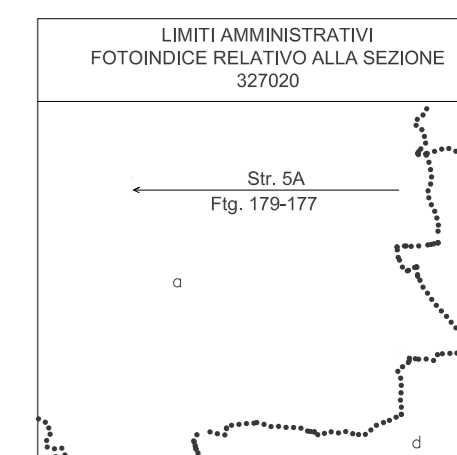 LIMITI AMMINISTRATIVI
FOTOINDICE RELATIVO ALLA SEZIONE
327020
Str. 5A
Ftg. 179-177
a
d